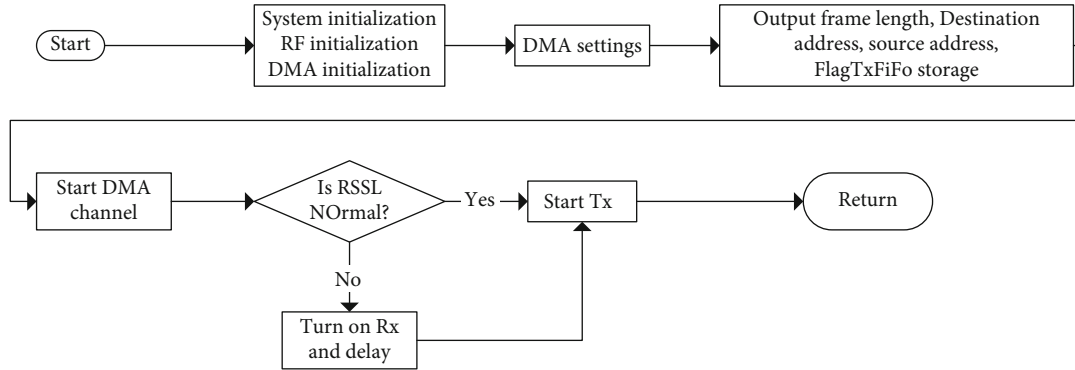 Start
System initialization
RF initialization
DMA initialization
DMA settings
Output frame length, Destination
address, source address,
FlagTxFiFo storage
Start DMA
channel
Is RSSL
NOrmal?
Yes
Start Tx
Return
No
Turn on Rx
and delay